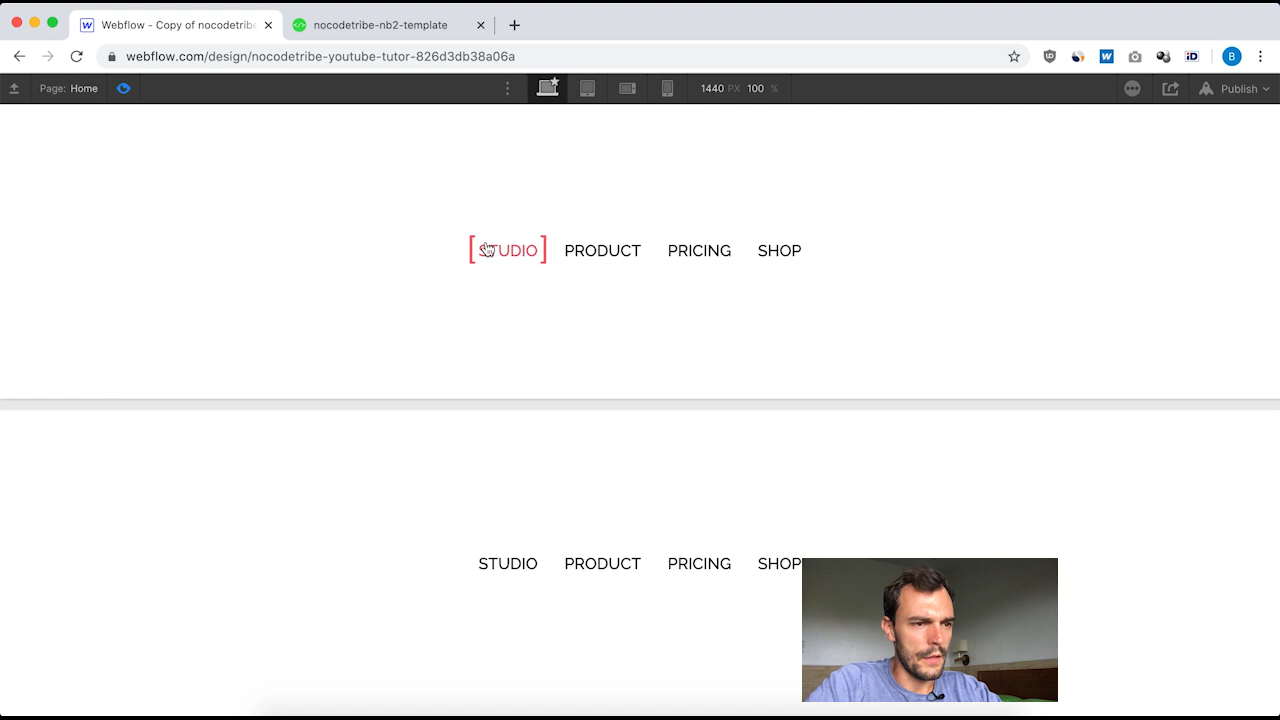 Webflow - Copy of nocodetribe
nocodetribe-nb2-template
webflow.com/design/nocodetribe-youtube-tutor-826d3db38a06a
Page: Home
1440 PX 100 %
Publish
[STUDIO] PRODUCT PRICING SHOP
STUDIO PRODUCT PRICING SHOP